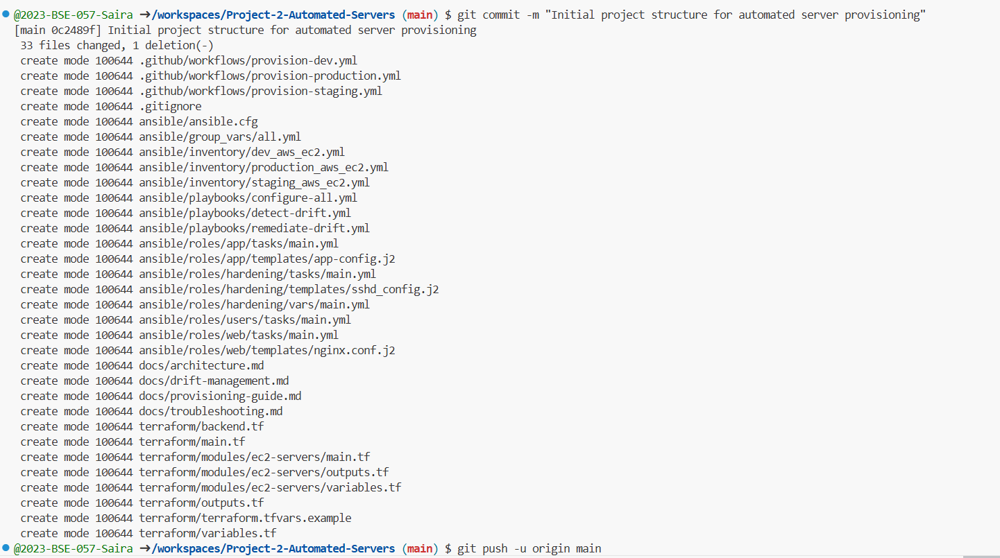 @2023-BSE-057-Saira →/workspaces/Project-2-Automated-Servers (main) $ git commit -m "Initial project structure for automated server provisioning"
[main 0c2489f] Initial project structure for automated server provisioning
33 files changed, 1 deletion(-)
create mode 100644 .github/workflows/provision-dev.yml
create mode 100644 .github/workflows/provision-production.yml
create mode 100644 .github/workflows/provision-staging.yml
create mode 100644 .gitignore
create mode 100644 ansible/ansible.cfg
create mode 100644 ansible/group_vars/all.yml
create mode 100644 ansible/inventory/dev_aws_ec2.yml
create mode 100644 ansible/inventory/production_aws_ec2.yml
create mode 100644 ansible/inventory/staging_aws_ec2.yml
create mode 100644 ansible/playbooks/configure-all.yml
create mode 100644 ansible/playbooks/detect-drift.yml
create mode 100644 ansible/playbooks/remediate-drift.yml
create mode 100644 ansible/roles/app/tasks/main.yml
create mode 100644 ansible/roles/app/templates/app-config.j2
create mode 100644 ansible/roles/hardening/tasks/main.yml
create mode 100644 ansible/roles/hardening/templates/sshd_config.j2
create mode 100644 ansible/roles/hardening/vars/main.yml
create mode 100644 ansible/roles/users/tasks/main.yml
create mode 100644 ansible/roles/web/tasks/main.yml
create mode 100644 ansible/roles/web/templates/nginx.conf.j2
create mode 100644 docs/architecture.md
create mode 100644 docs/drift-management.md
create mode 100644 docs/provisioning-guide.md
create mode 100644 docs/troubleshooting.md
create mode 100644 terraform/backend.tf
create mode 100644 terraform/main.tf
create mode 100644 terraform/modules/ec2-servers/main.tf
create mode 100644 terraform/modules/ec2-servers/outputs.tf
create mode 100644 terraform/modules/ec2-servers/variables.tf
create mode 100644 terraform/outputs.tf
create mode 100644 terraform/terraform.tfvars.example
create mode 100644 terraform/variables.tf
@2023-BSE-057-Saira →/workspaces/Project-2-Automated-Servers (main) $ git push -u origin main